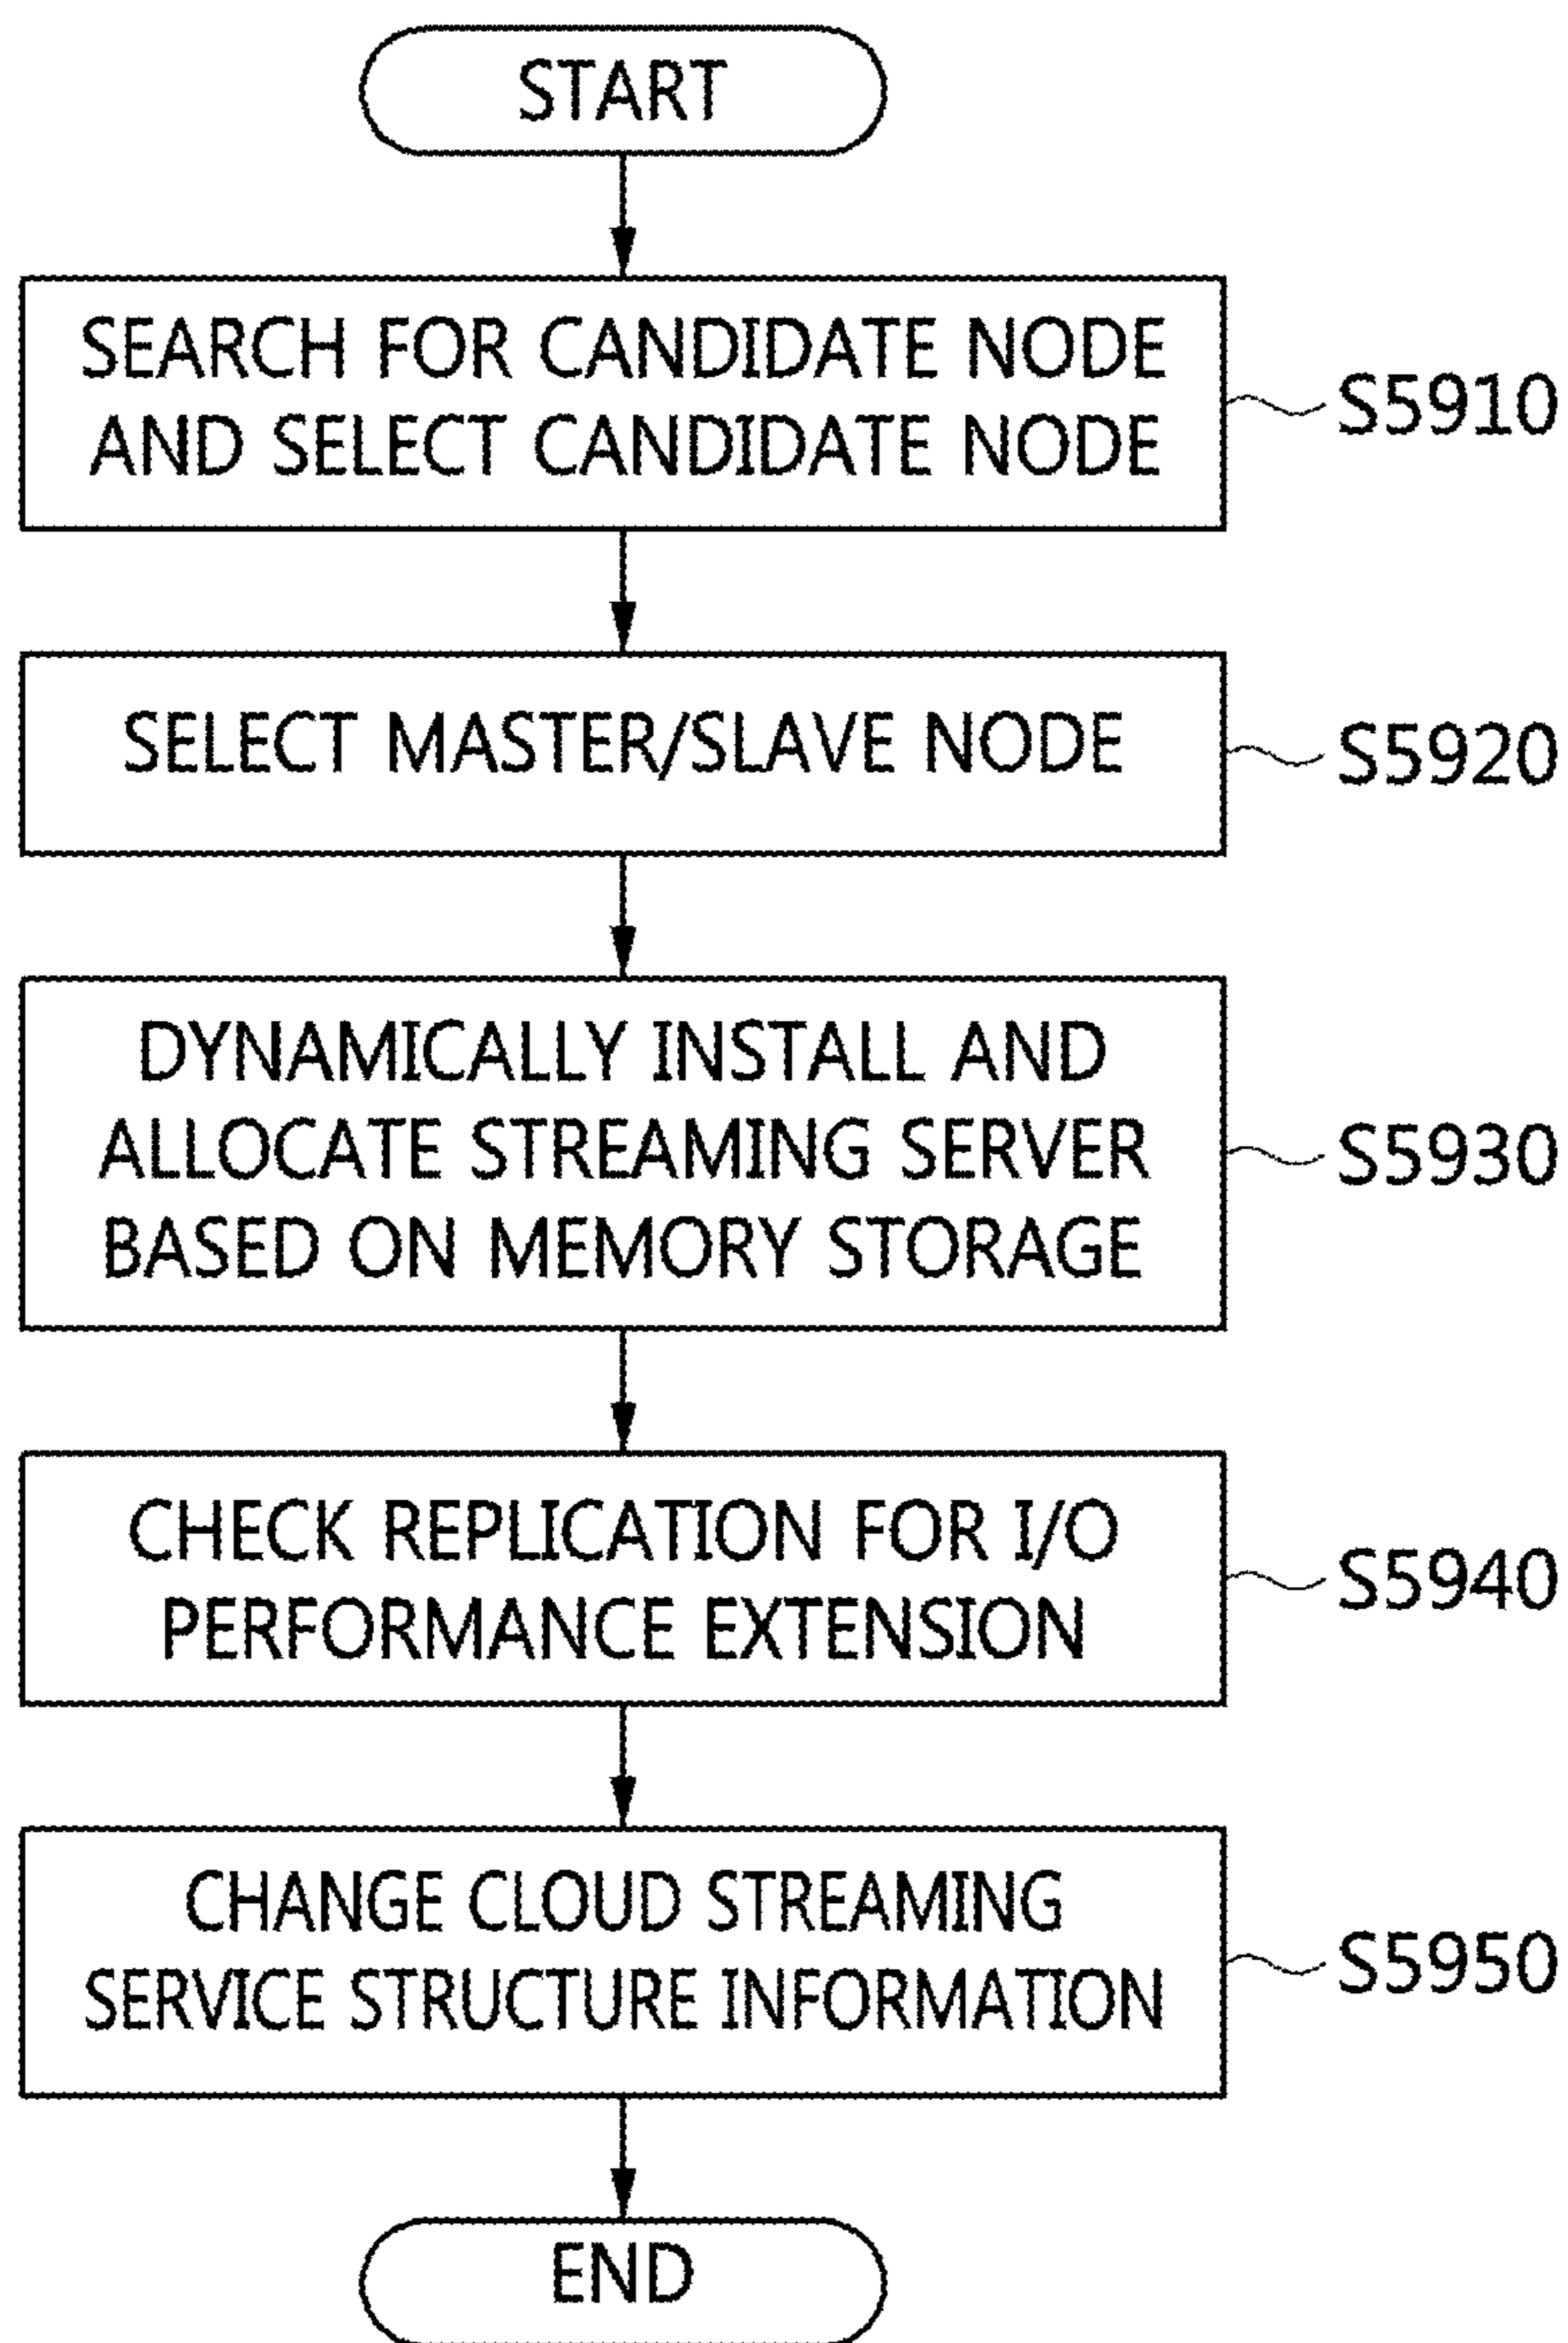 START
SEARCH FOR CANDIDATE NODE
AND SELECT CANDIDATE NODE
S5910
SELECT MASTER/SLAVE NODE
S5920
DYNAMICALLY INSTALL AND
ALLOCATE STREAMING SERVER
BASED ON MEMORY STORAGE
S5930
CHECK REPLICATION FOR I/O
PERFORMANCE EXTENSION
S5940
CHANGE CLOUD STREAMING
SERVICE STRUCTURE INFORMATION
S5950
END